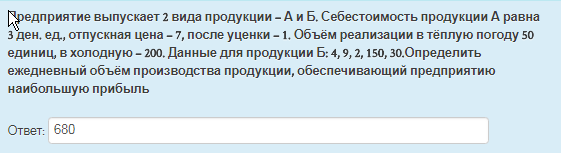 Предприятие выпускает 2 вида продукции – А и Б. Себестоимость продукции А равна
3 ден. ед., отпускная цена – 7, после уценки – 1. Объём реализации в тёплую погоду 50
единиц, в холодную – 200. Данные для продукции Б: 4, 9, 2, 150, 30.Определить
ежедневный объём производства продукции, обеспечивающий предприятию
наибольшую прибыль
Ответ: 680